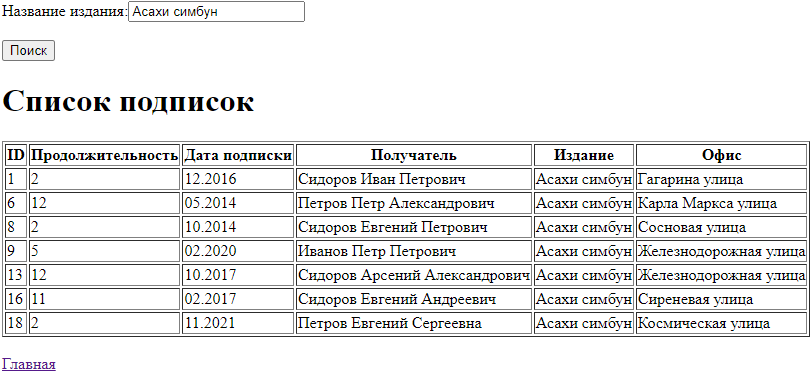 Название издания: Асахи симбун
Поиск
Список подписок
ID Продолжительность Дата подписки Получатель Издание Офис
1 2 12.2016 Сидоров Иван Петрович Асахи симбун Гагарина улица
6 12 05.2014 Петров Петр Александрович Асахи симбун Карла Маркса улица
8 2 10.2014 Сидоров Евгений Петрович Асахи симбун Сосновая улица
9 5 02.2020 Иванов Петр Петрович Асахи симбун Железнодорожная улица
13 12 10.2017 Сидоров Арсений Александрович Асахи симбун Железнодорожная улица
16 11 02.2017 Сидоров Евгений Андреевич Асахи симбун Сиреневая улица
18 2 11.2021 Петров Евгений Сергеевна Асахи симбун Космическая улица
Главная